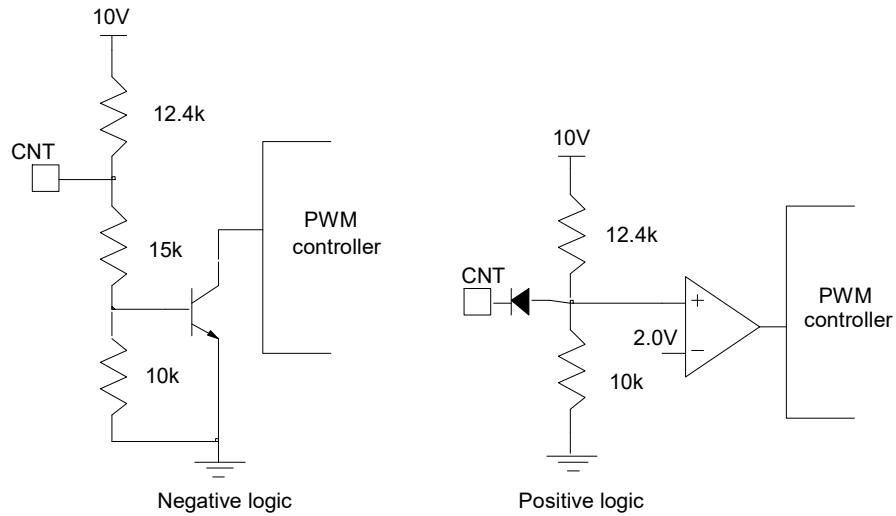 10V
12.4k
CNT
15k
PWM
controller
10k
Negative logic
10V
12.4k
CNT
+
2.0V
−
10k
PWM
controller
Positive logic